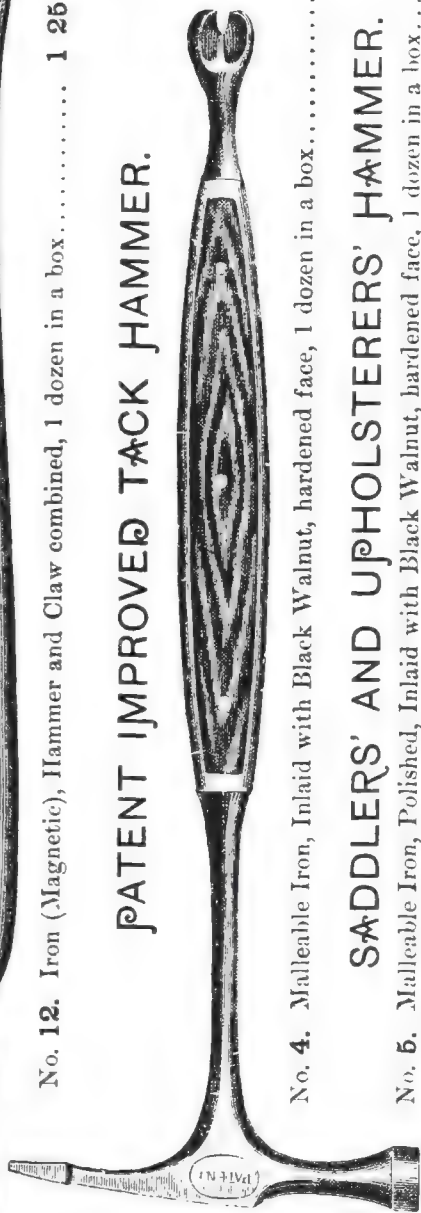 No. 12. Iron (Magnetic), Hammer and Claw combined, 1 dozen in a box............ 1 25
PATENT IMPROVED TACK HAMMER.
PATENT
No. 4. Malleable Iron, Inlaid with Black Walnut, hardened face, 1 dozen in a box............
SADDLERS' AND UPHOLSTERERS' HAMMER.
No. 5. Malleable Iron, Polished, Inlaid with Black Walnut, hardened face, 1 dozen in a box...